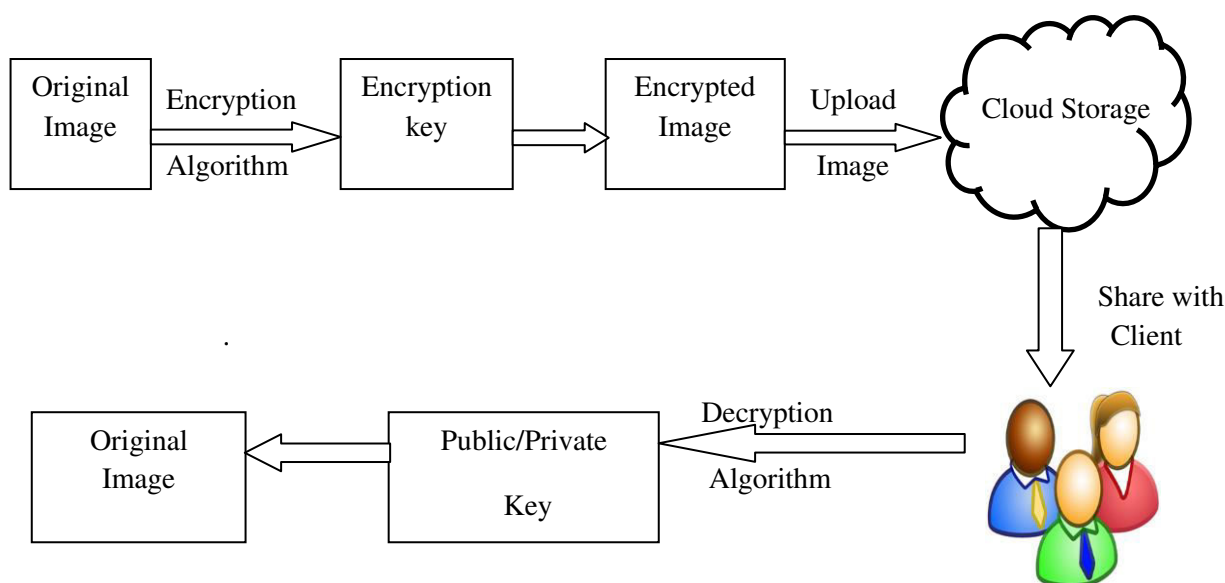 Original
Image
Encryption
Algorithm
Encryption
key
Encrypted
Image
Upload
Image
Cloud Storage
Share with
Client
.
Decryption
Algorithm
Public/Private
Key
Original
Image